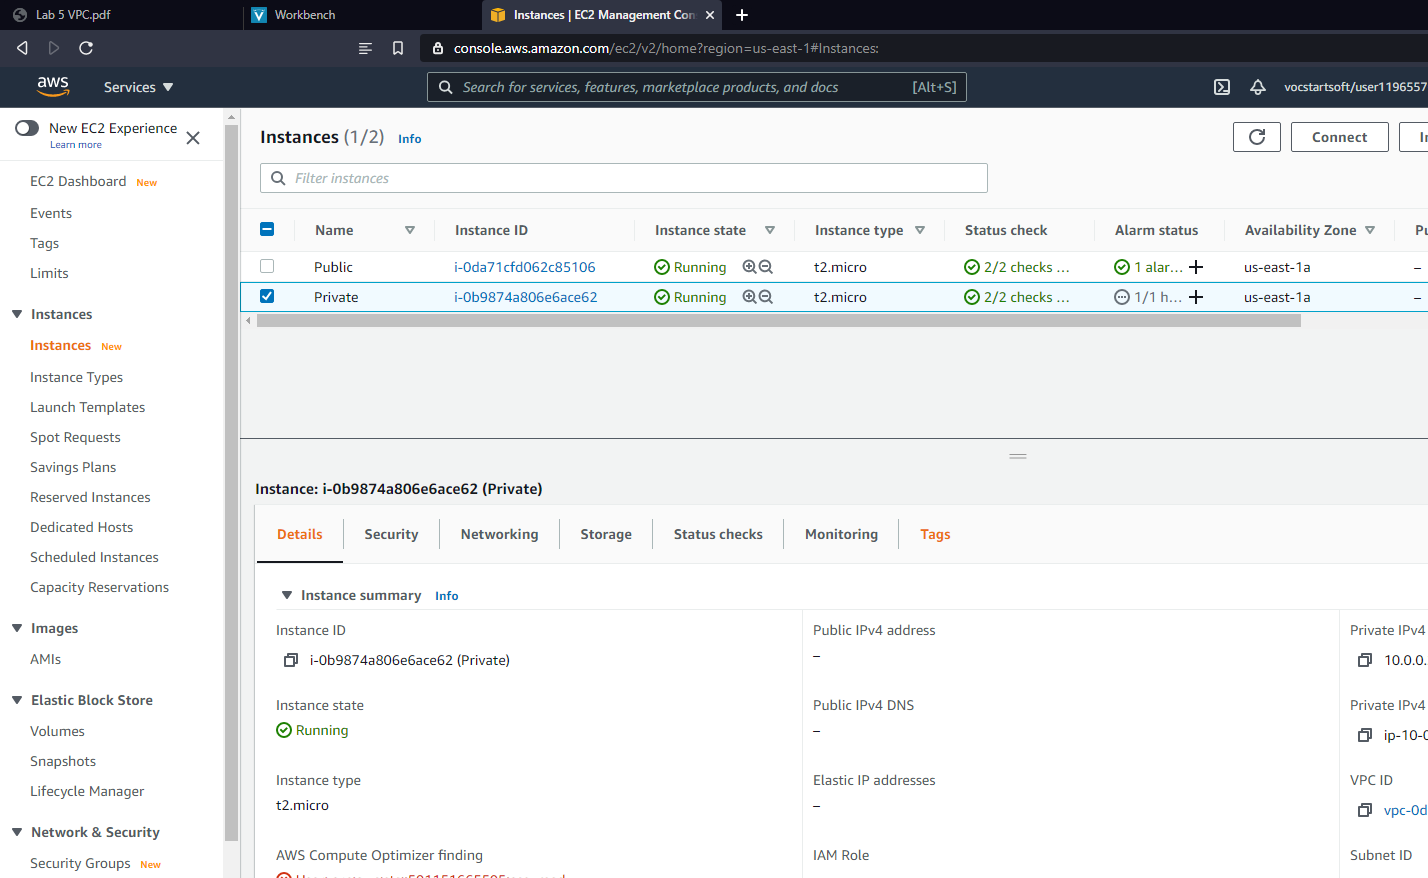 Lab 5 VPC.pdf
Workbench
Instances | EC2 Management Con
console.aws.amazon.com/ec2/v2/home?region=us-east-1#Instances:
aws
Services
Search for services, features, marketplace products, and docs [Alt+S]
vocstartsoft/user1196557
New EC2 Experience
Learn more
EC2 Dashboard New
Events
Tags
Limits
Instances
Instances New
Instance Types
Launch Templates
Spot Requests
Savings Plans
Reserved Instances
Dedicated Hosts
Scheduled Instances
Capacity Reservations
Images
AMIs
Elastic Block Store
Volumes
Snapshots
Lifecycle Manager
Network & Security
Security Groups New
Instances (1/2) Info
Connect
Filter instances
Name Instance ID Instance state Instance type Status check Alarm status Availability Zone Pu
Public i-0da71cfd062c85106 Running t2.micro 2/2 checks ... 1 alar... us-east-1a –
Private i-0b9874a806e6ace62 Running t2.micro 2/2 checks ... 1/1 h... us-east-1a –
Instance: i-0b9874a806e6ace62 (Private)
Details Security Networking Storage Status checks Monitoring Tags
Instance summary Info
Instance ID
i-0b9874a806e6ace62 (Private)
Public IPv4 address
–
Private IPv4
10.0.0.
Instance state
Running
Public IPv4 DNS
–
Private IPv4
ip-10-0
Instance type
t2.micro
Elastic IP addresses
–
VPC ID
vpc-0d
AWS Compute Optimizer finding
IAM Role
Subnet ID